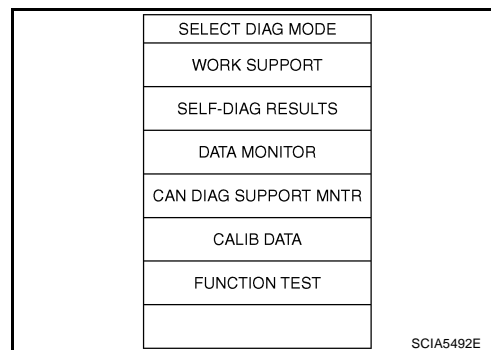 SELECT DIAG MODE
WORK SUPPORT
SELF-DIAG RESULTS
DATA MONITOR
CAN DIAG SUPPORT MNTR
CALIB DATA
FUNCTION TEST
SCIA5492E